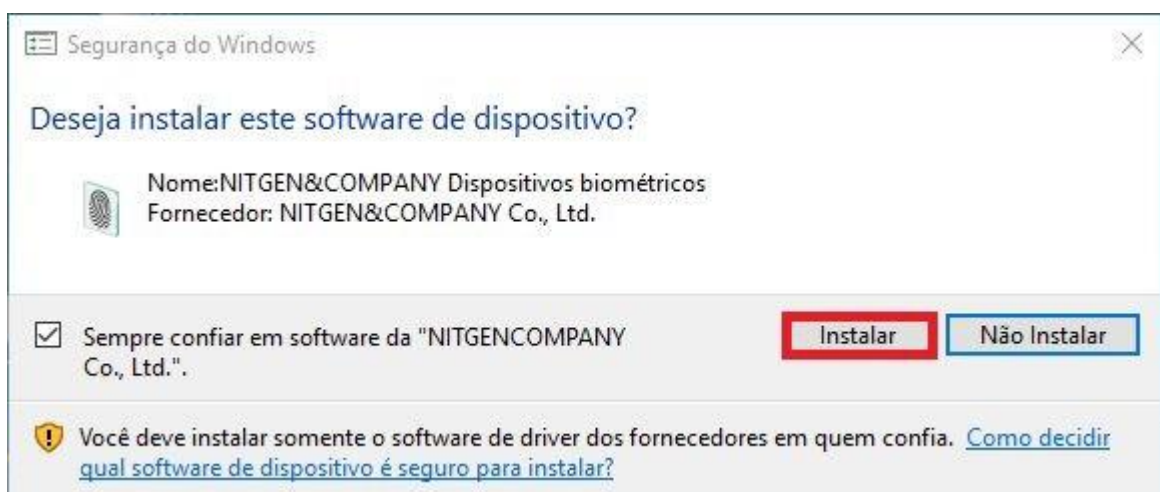 Segurança do Windows
Deseja instalar este software de dispositivo?
Nome:NITGEN&COMPANY Dispositivos biométricos
Fornecedor: NITGEN&COMPANY Co., Ltd.
Sempre confiar em software da "NITGENCOMPANY
Co., Ltd.".
Instalar
Não Instalar
Você deve instalar somente o software de driver dos fornecedores em quem confia. Como decidir
qual software de dispositivo é seguro para instalar?